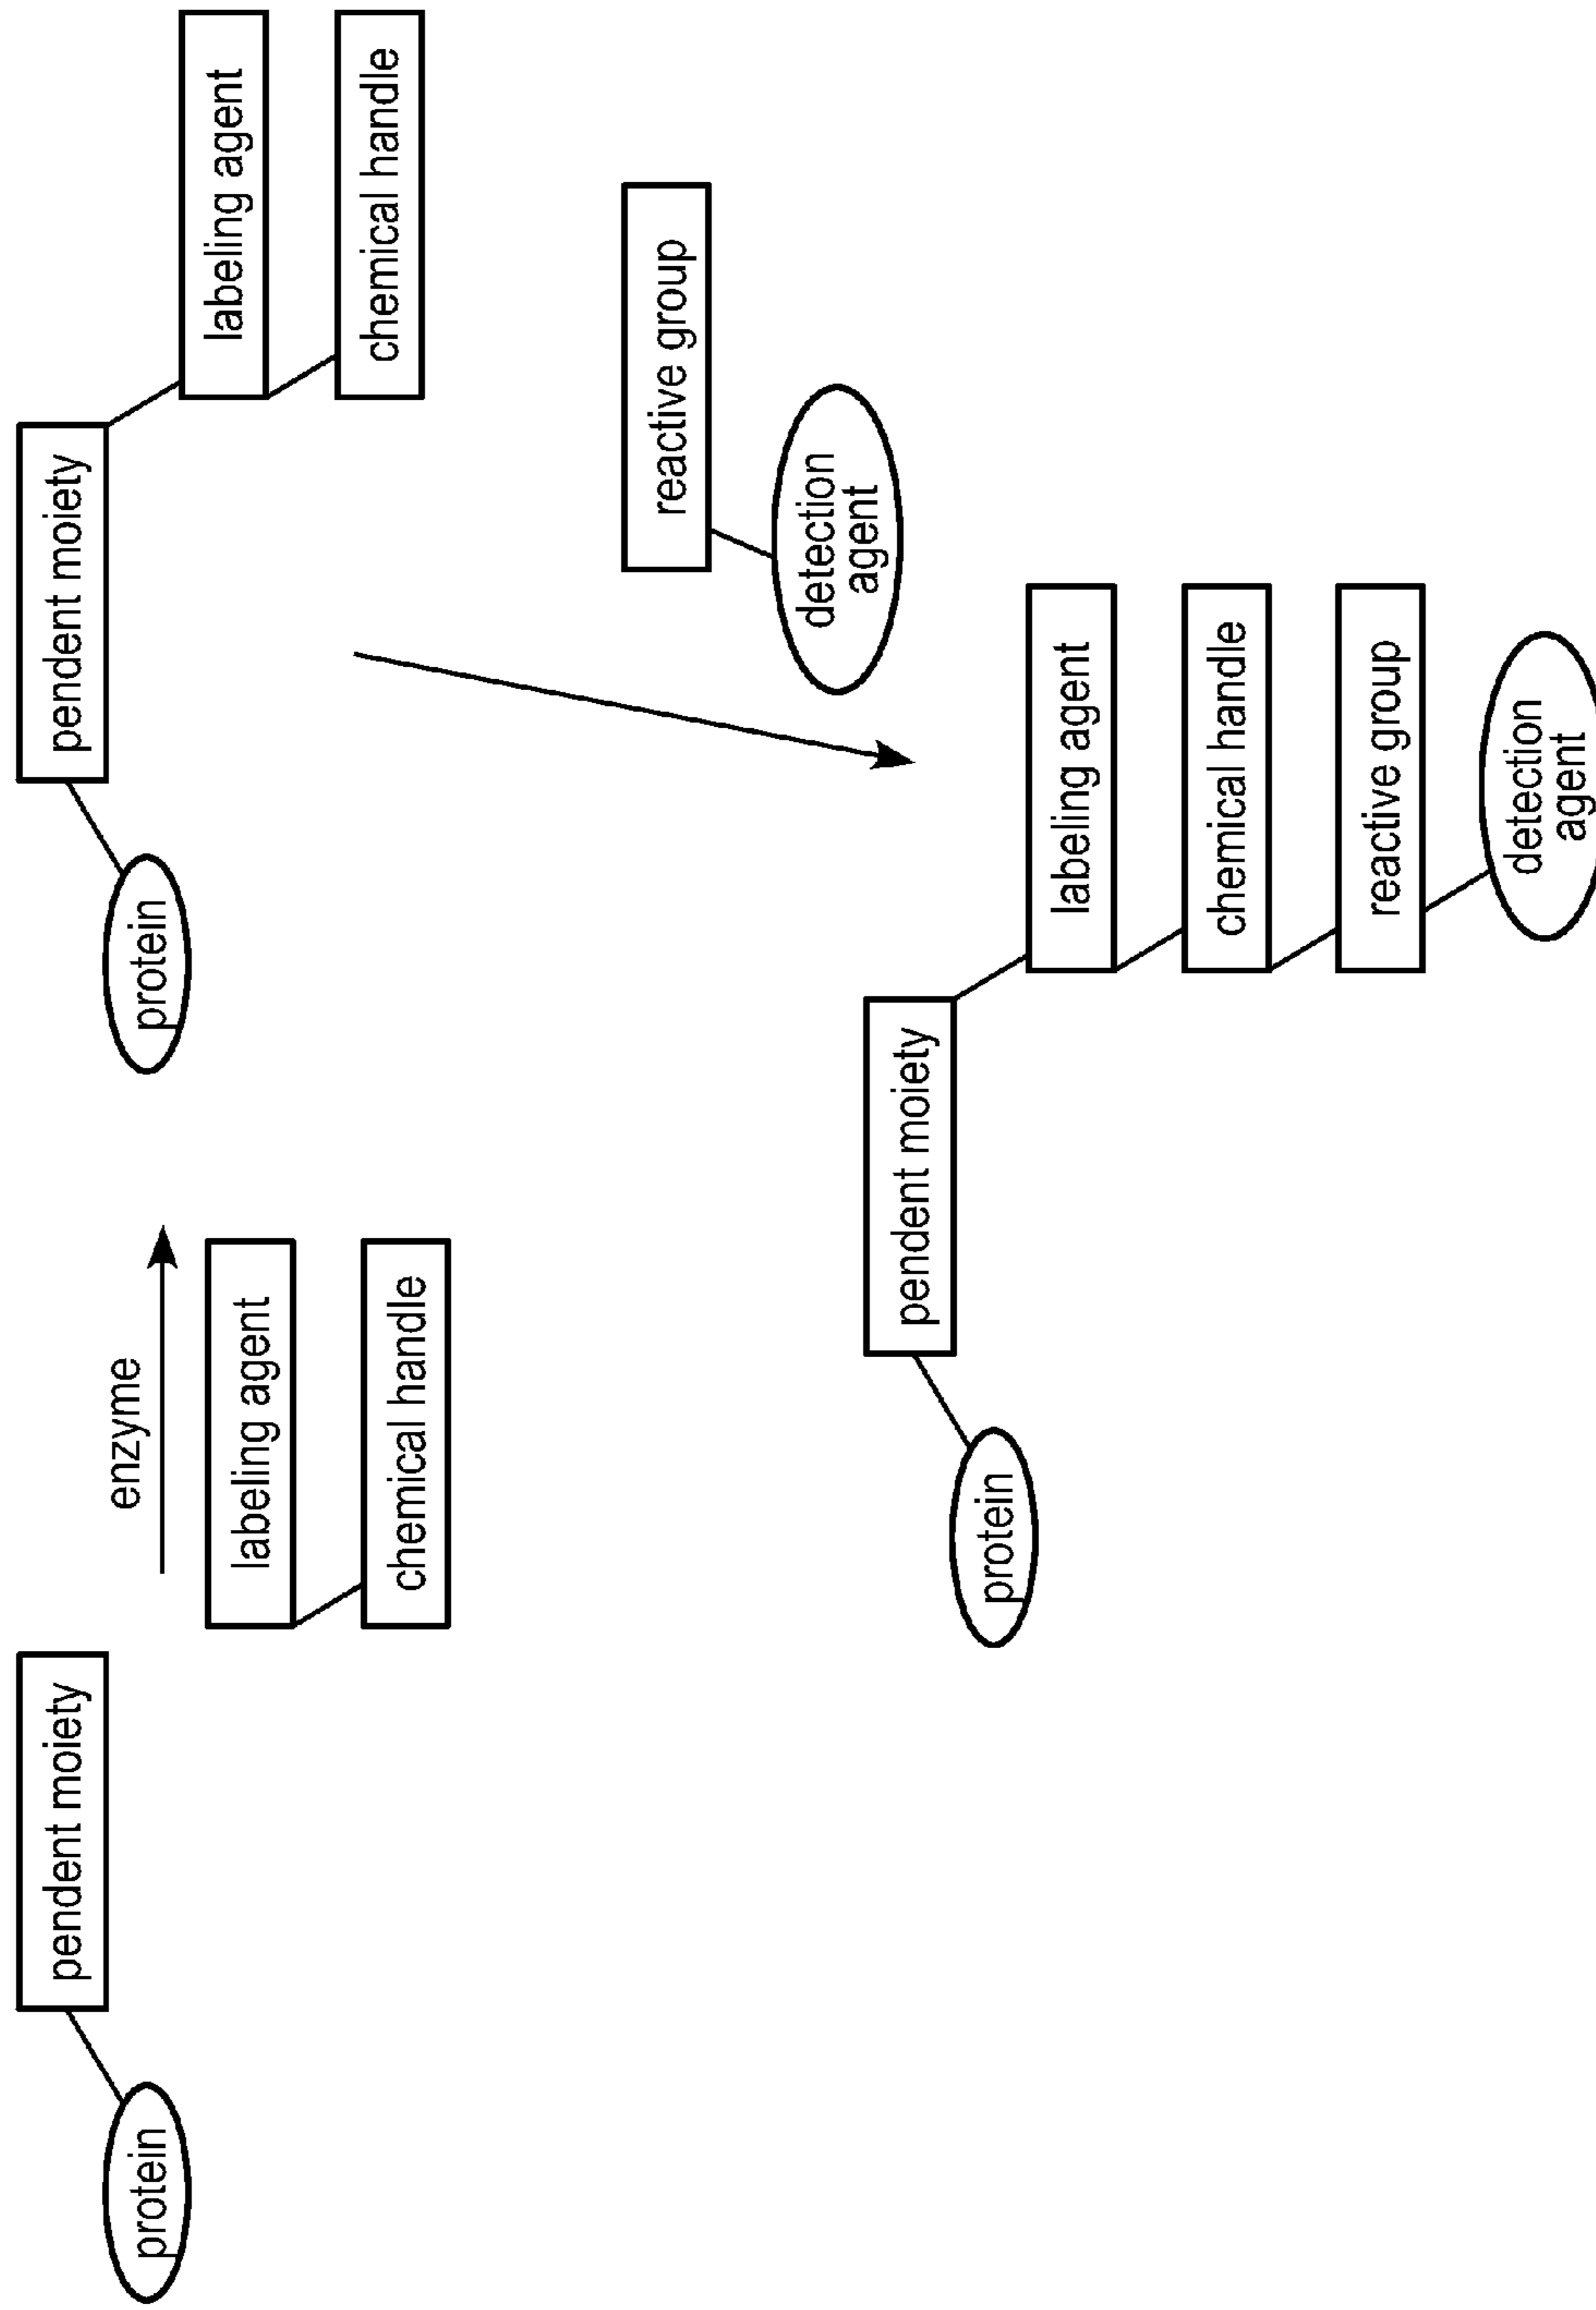 protein
pendent moiety
enzyme
labeling agent
chemical handle
protein
pendent moiety
labeling agent
chemical handle
reactive group
detection
agent
protein
pendent moiety
labeling agent
chemical handle
reactive group
detection
agent